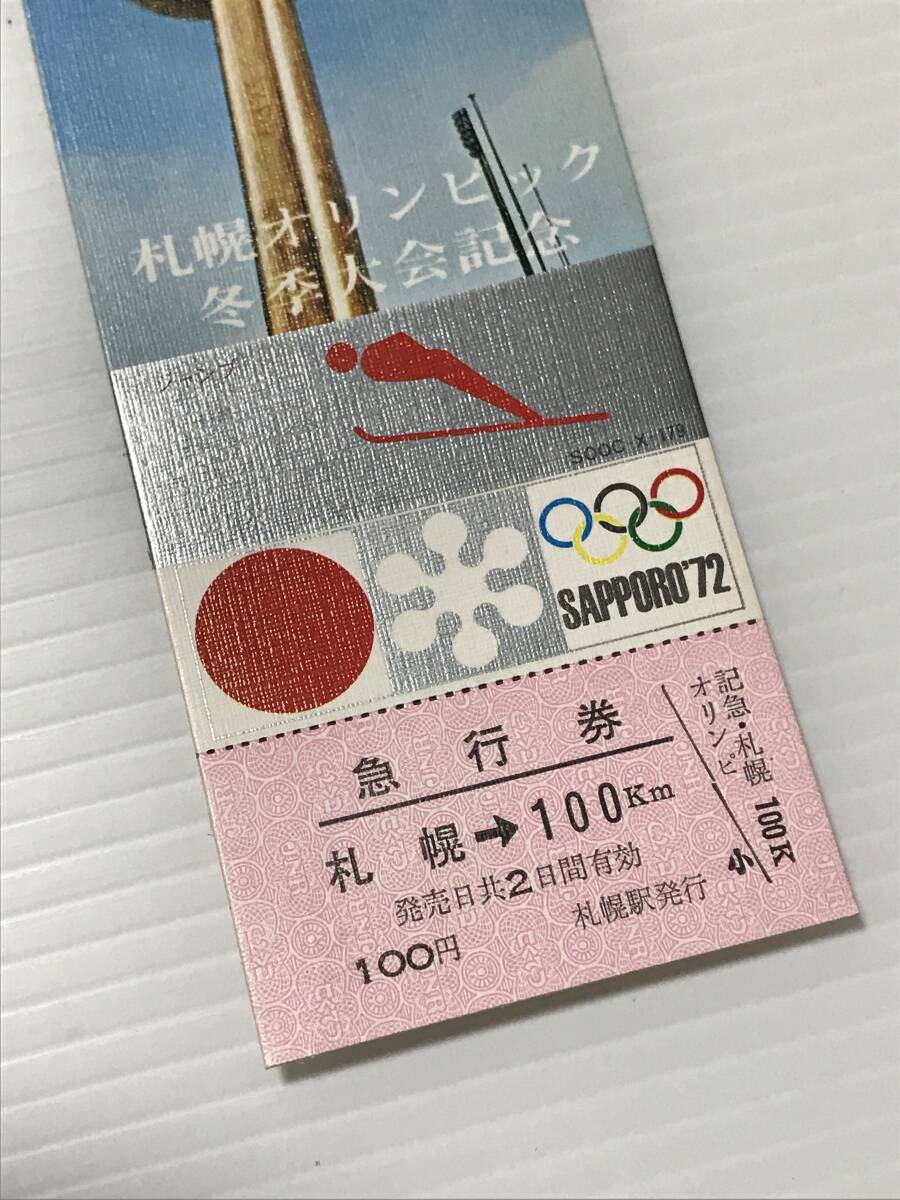 札幌オリンピック
冬季大会記念
ジャンプ
SOOC X 179
SAPPORO'72
急行券
札幌→100Km
発売日共2日間有効
100円
札幌駅発行
記急・札幌
オリンピ
100K
小